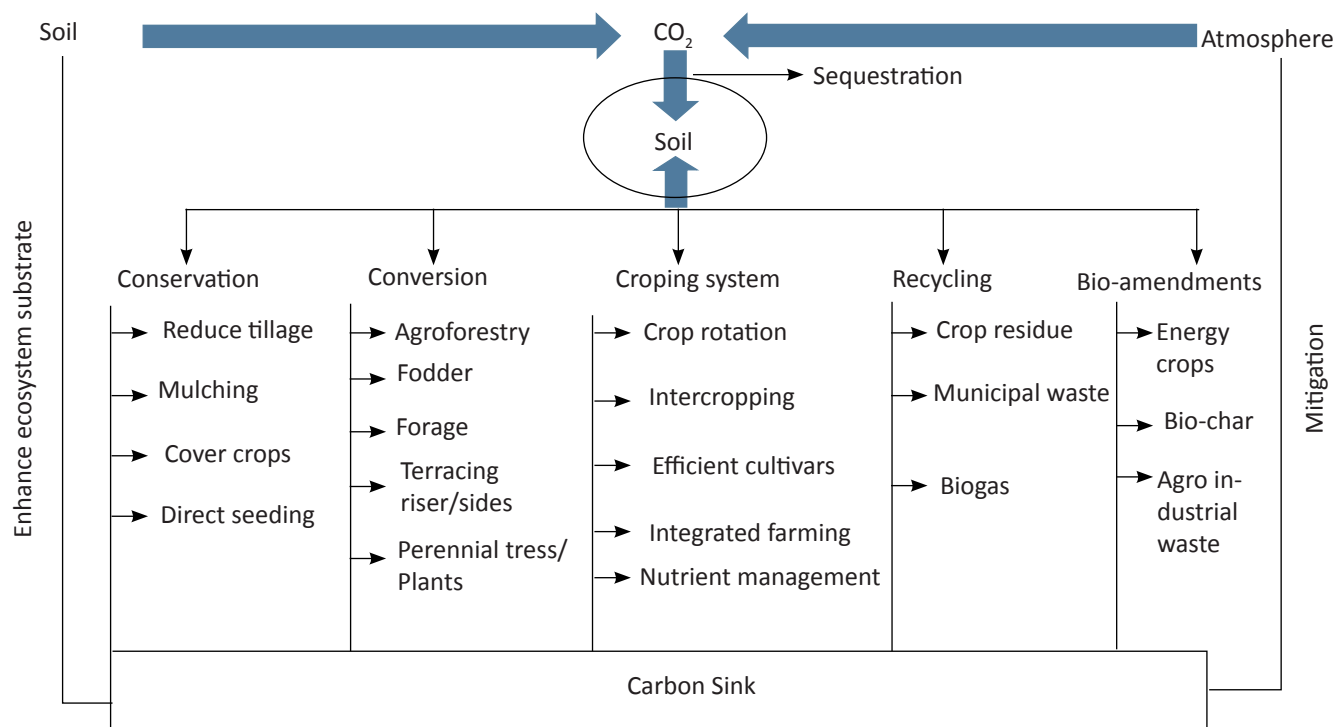 Soil
CO₂
Atmosphere
Sequestration
Soil
Enhance ecosystem substrate
Mitigation
Conservation
Reduce tillage
Mulching
Cover crops
Direct seeding
Conversion
Agroforestry
Fodder
Forage
Terracing
riser/sides
Perennial tress/
Plants
Croping system
Crop rotation
Intercropping
Efficient cultivars
Integrated farming
Nutrient management
Recycling
Crop residue
Municipal waste
Biogas
Bio-amendments
Energy
crops
Bio-char
Agro in-
dustrial
waste
Carbon Sink